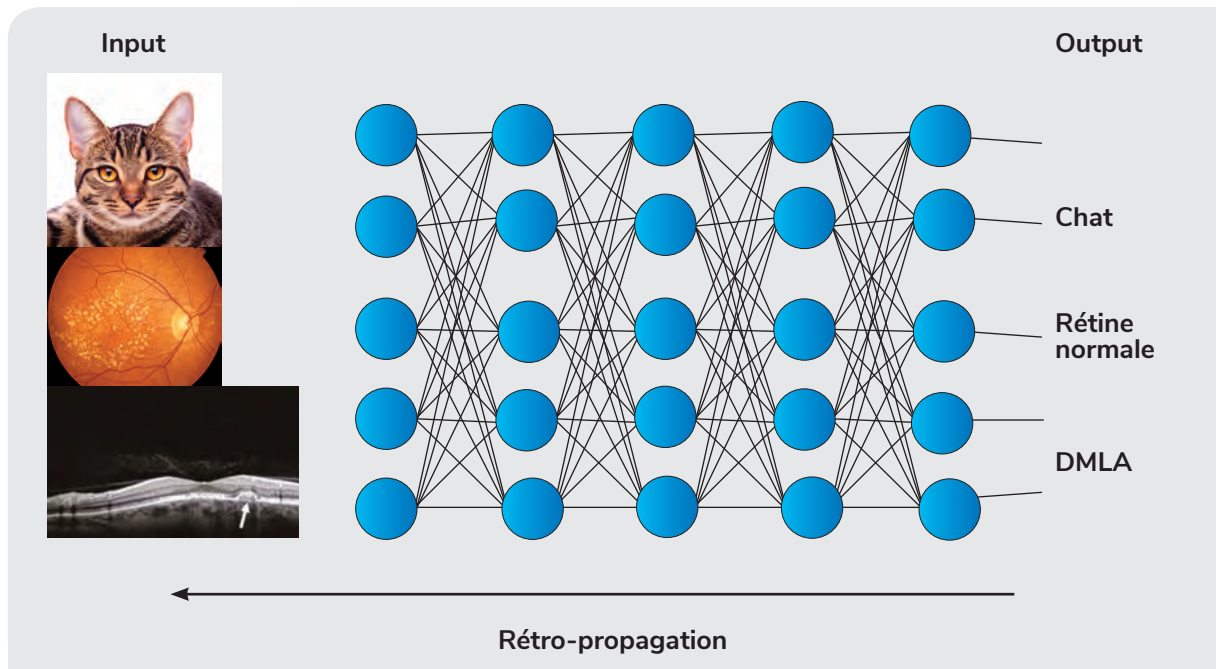 Input
Output
Chat
Rétine
normale
DMLA
Rétro-propagation